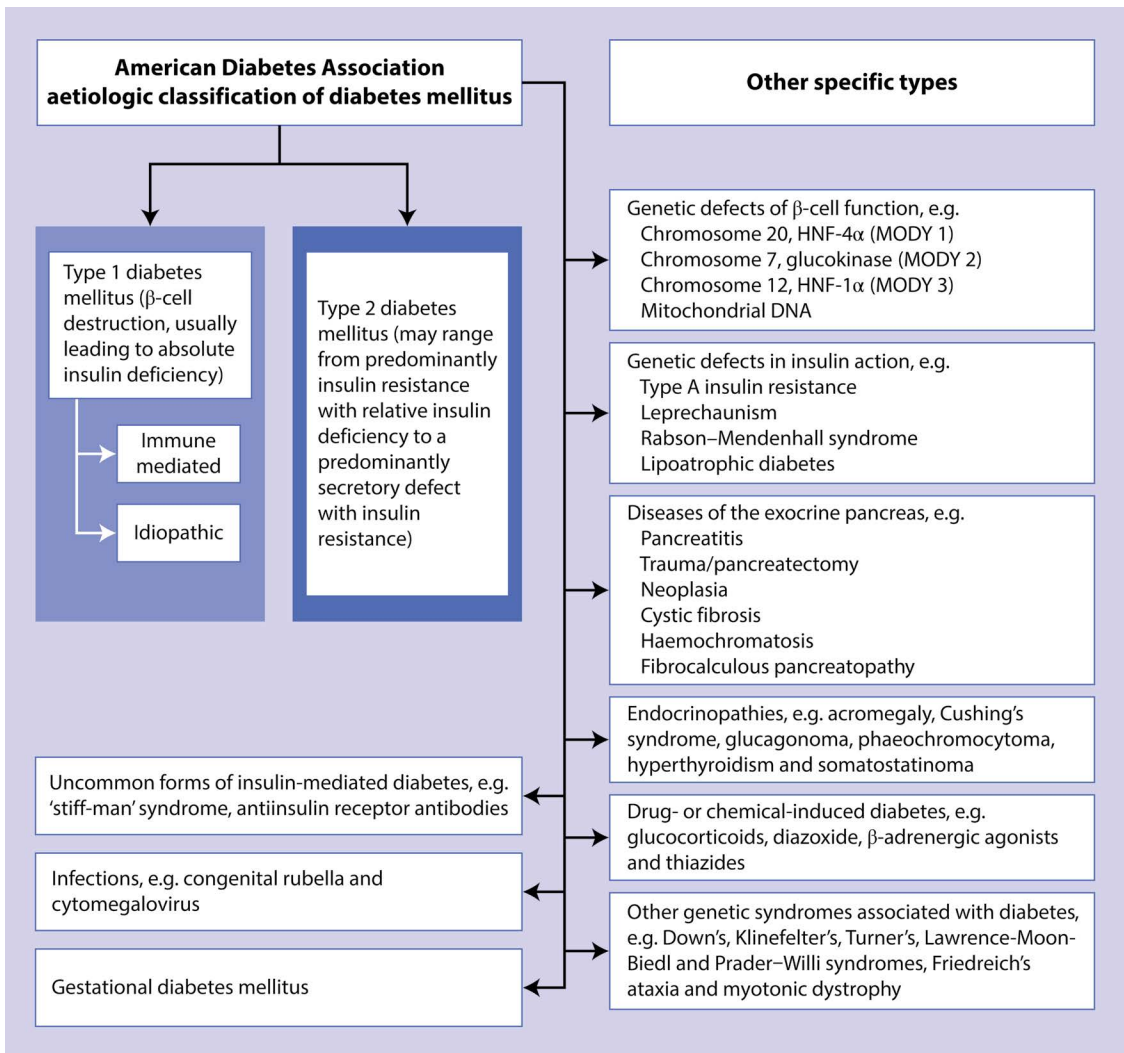 American Diabetes Association
aetiologic classification of diabetes mellitus
Type 1 diabetes
mellitus (β-cell
destruction, usually
leading to absolute
insulin deficiency)
Immune
mediated
Idiopathic
Type 2 diabetes
mellitus (may range
from predominantly
insulin resistance
with relative insulin
deficiency to a
predominantly
secretory defect
with insulin
resistance)
Other specific types
Genetic defects of β-cell function, e.g.
Chromosome 20, HNF-4α (MODY 1)
Chromosome 7, glucokinase (MODY 2)
Chromosome 12, HNF-1α (MODY 3)
Mitochondrial DNA
Genetic defects in insulin action, e.g.
Type A insulin resistance
Leprechaunism
Rabson–Mendenhall syndrome
Lipoatrophic diabetes
Diseases of the exocrine pancreas, e.g.
Pancreatitis
Trauma/pancreatectomy
Neoplasia
Cystic fibrosis
Haemochromatosis
Fibrocalculous pancreatopathy
Endocrinopathies, e.g. acromegaly, Cushing’s
syndrome, glucagonoma, phaeochromocytoma,
hyperthyroidism and somatostatinoma
Drug- or chemical-induced diabetes, e.g.
glucocorticoids, diazoxide, β-adrenergic agonists
and thiazides
Other genetic syndromes associated with diabetes,
e.g. Down’s, Klinefelter’s, Turner’s, Lawrence-Moon-
Biedl and Prader–Willi syndromes, Friedreich’s
ataxia and myotonic dystrophy
Uncommon forms of insulin-mediated diabetes, e.g.
‘stiff-man’ syndrome, antiinsulin receptor antibodies
Infections, e.g. congenital rubella and
cytomegalovirus
Gestational diabetes mellitus